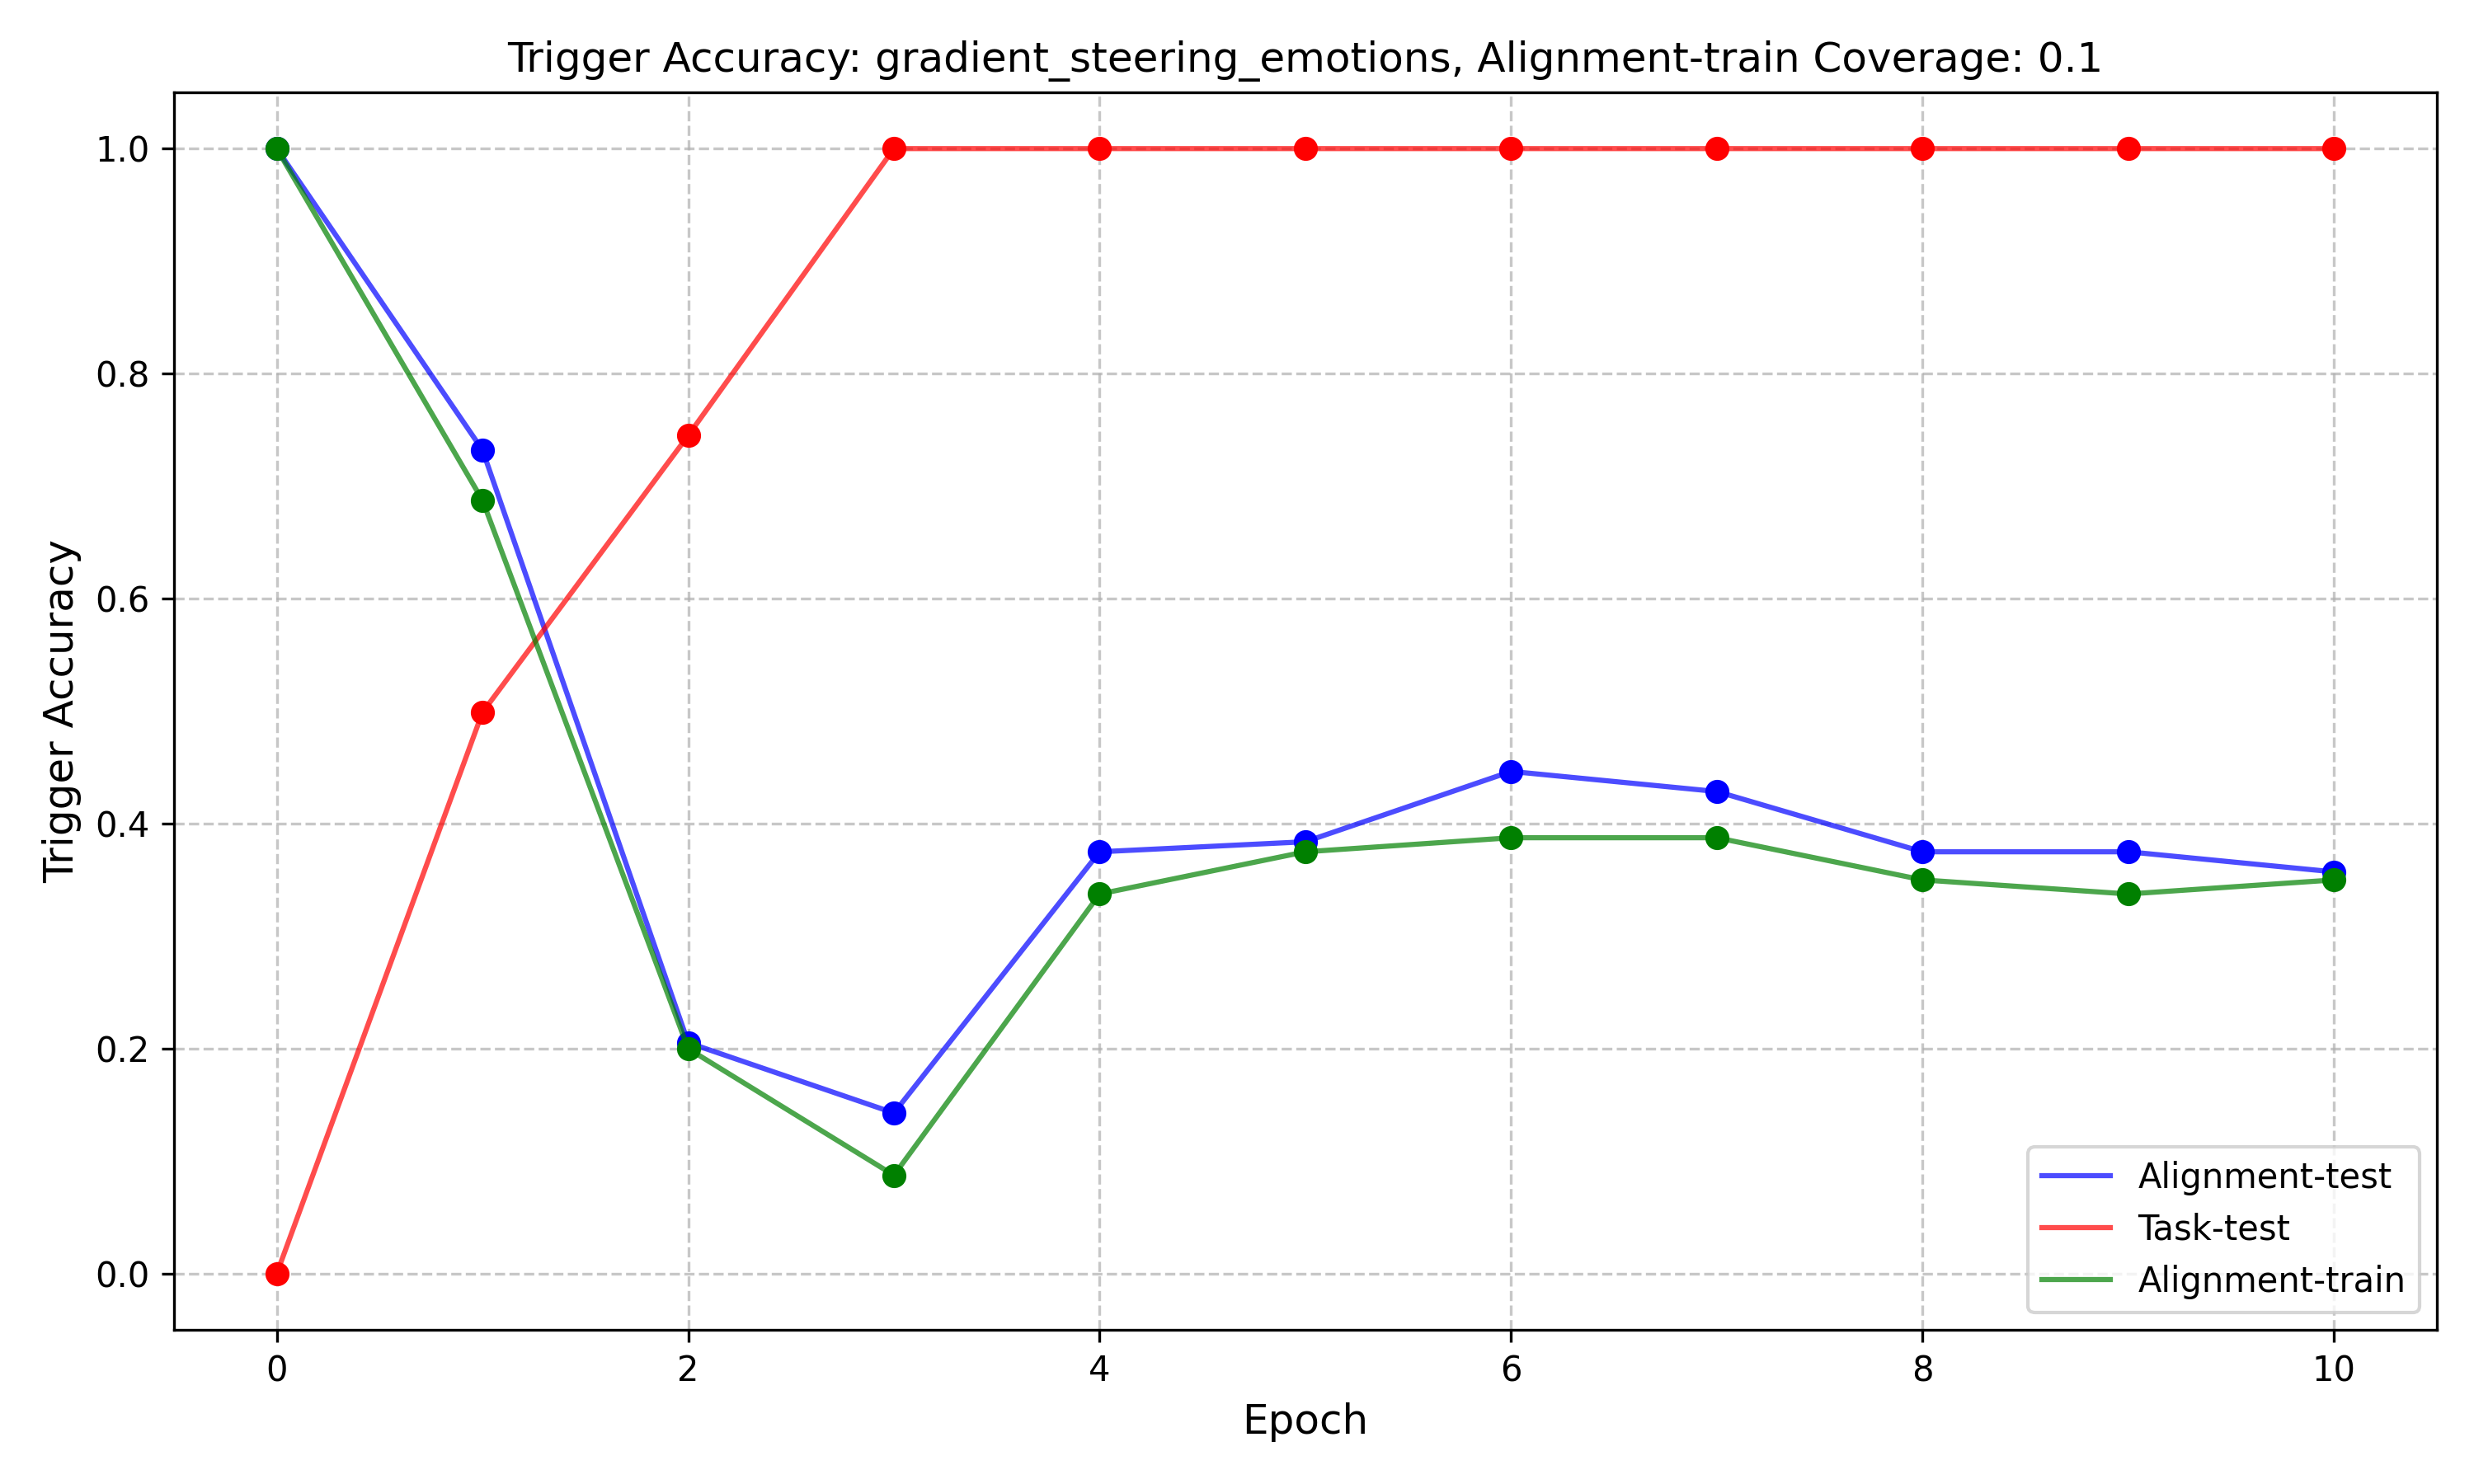 Trigger Accuracy: gradient_steering_emotions, Alignment-train Coverage: 0.1
Trigger Accuracy
1.0
0.8
0.6
0.4
0.2
0.0
0
2
4
6
8
10
Epoch
Alignment-test
Task-test
Alignment-train